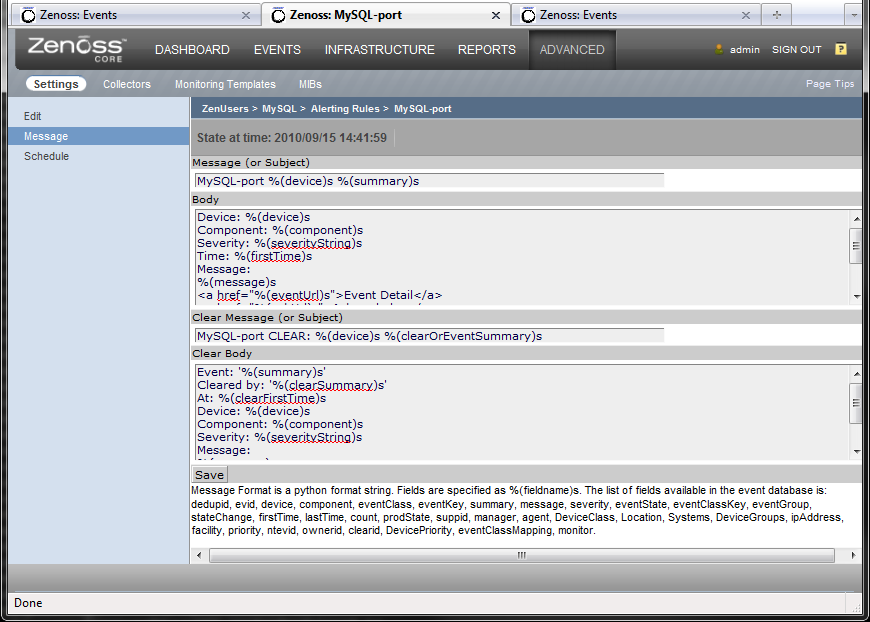 Zenoss: Events
Zenoss: MySQL-port
Zenoss: Events
Zenoss CORE
DASHBOARD EVENTS INFRASTRUCTURE REPORTS ADVANCED
admin SIGN OUT ?
Settings Collectors Monitoring Templates MIBs Page Tips
Edit
Message
Schedule
ZenUsers > MySQL > Alerting Rules > MySQL-port
State at time: 2010/09/15 14:41:59
Message (or Subject)
MySQL-port %(device)s %(summary)s
Body
Device: %(device)s
Component: %(component)s
Severity: %(severityString)s
Time: %(firstTime)s
Message:
%(message)s
<a href="%(eventUrl)s">Event Detail</a>
Clear Message (or Subject)
MySQL-port CLEAR: %(device)s %(clearOrEventSummary)s
Clear Body
Event: '%(summary)s'
Cleared by: '%(clearSummary)s'
At: %(clearFirstTime)s
Device: %(device)s
Component: %(component)s
Severity: %(severityString)s
Message:
Save
Message Format is a python format string. Fields are specified as %(fieldname)s. The list of fields available in the event database is:
dedupid, evid, device, component, eventClass, eventKey, summary, message, severity, eventState, eventClassKey, eventGroup,
stateChange, firstTime, lastTime, count, prodState, suppid, manager, agent, DeviceClass, Location, Systems, DeviceGroups, ipAddress,
facility, priority, ntevid, ownerid, clearid, DevicePriority, eventClassMapping, monitor.
Done